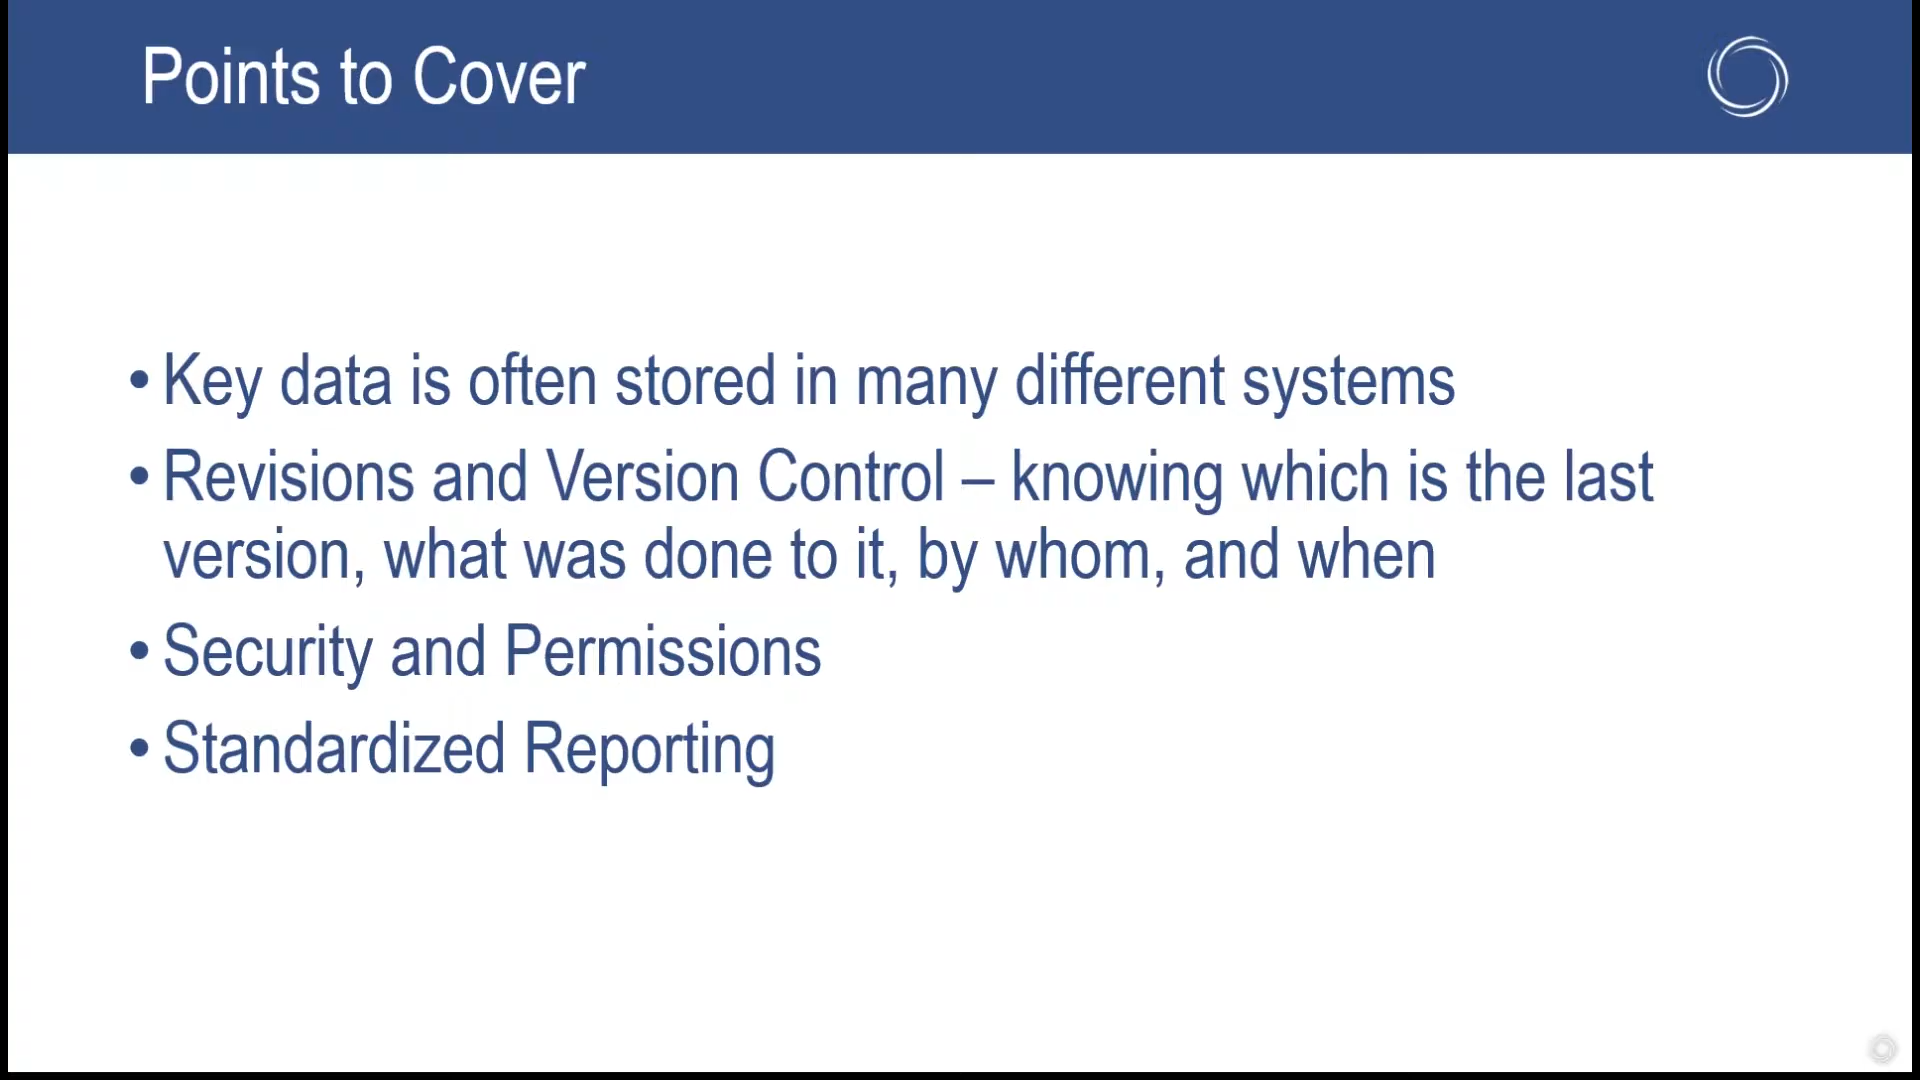 Points to Cover
• Key data is often stored in many different systems
• Revisions and Version Control – knowing which is the last
version, what was done to it, by whom, and when
• Security and Permissions
• Standardized Reporting